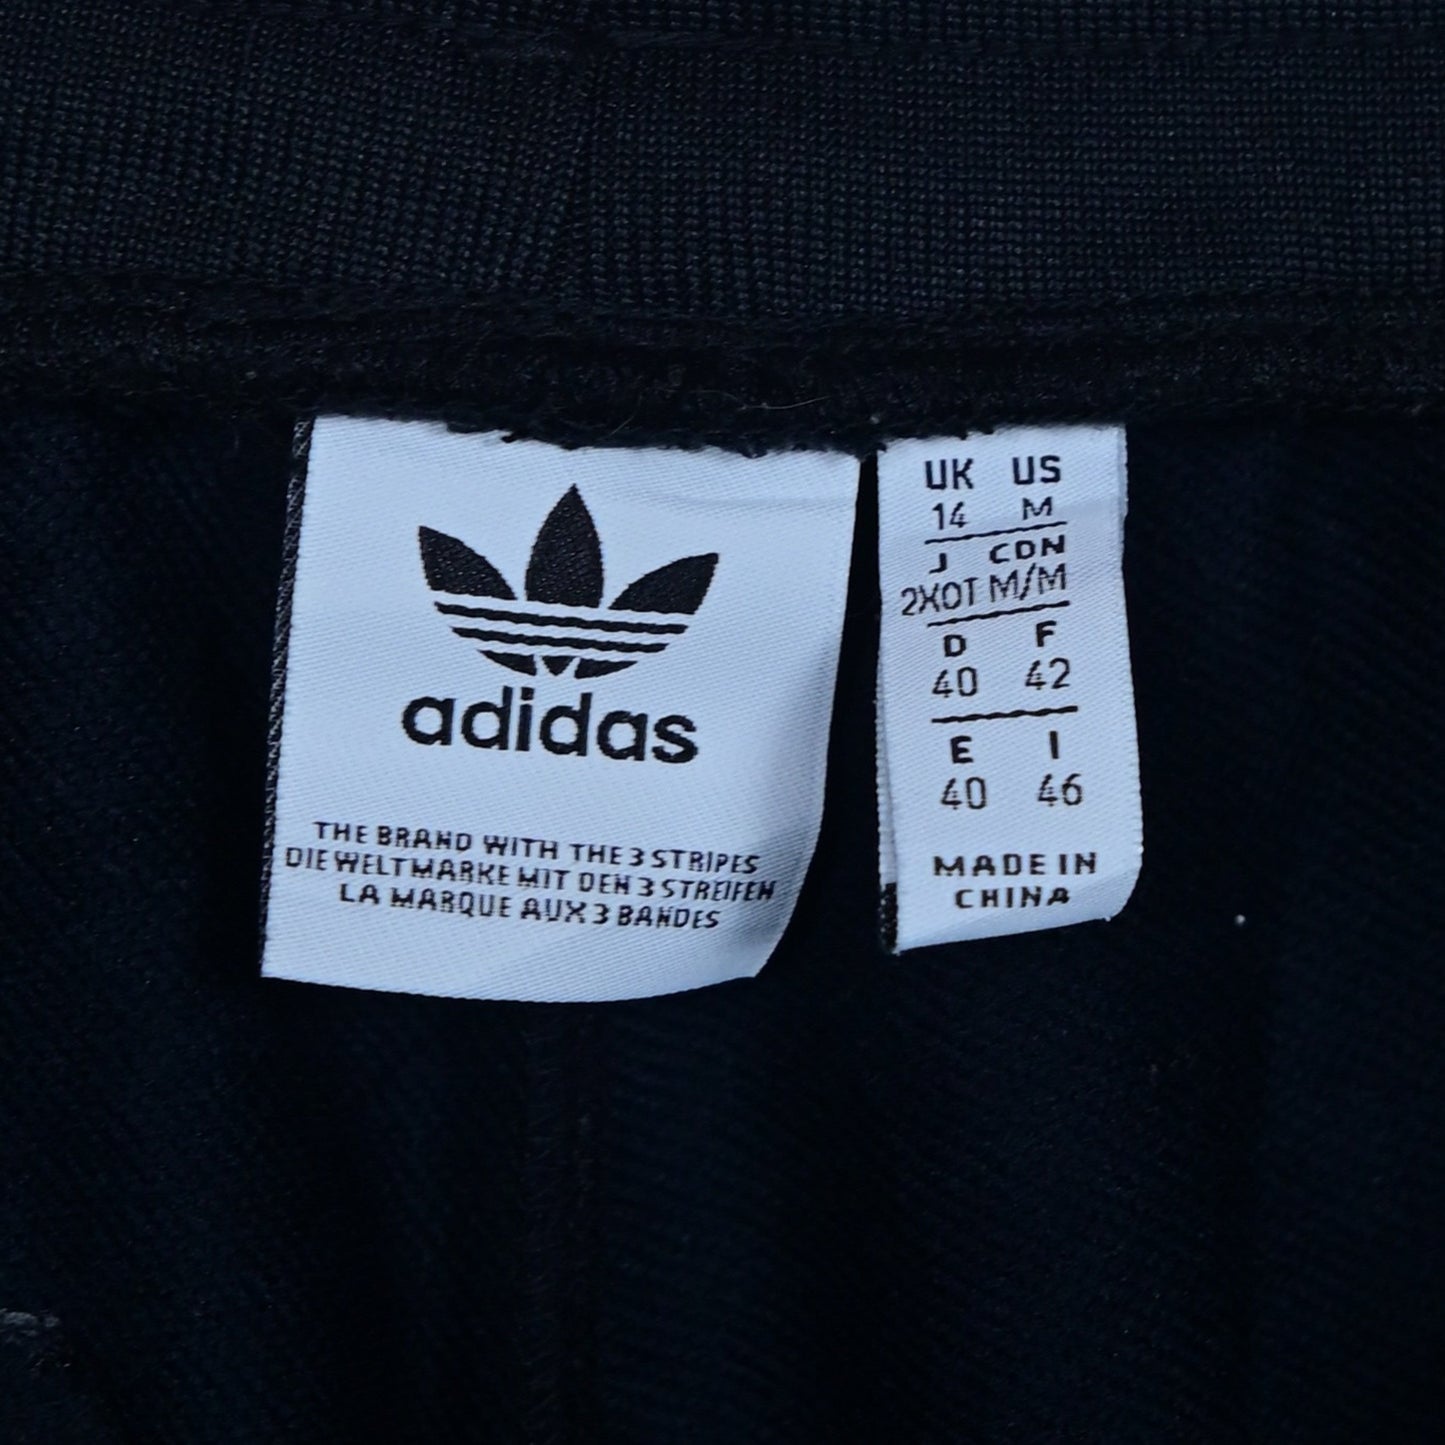 adidas
THE BRAND WITH THE 3 STRIPES
DIE WELTMARKE MIT DEN 3 STREIFEN
LA MARQUE AUX 3 BANDES
UK US
14 M
J CDN
2XOT M/M
D F
40 42
E I
40 46
MADE IN
CHINA